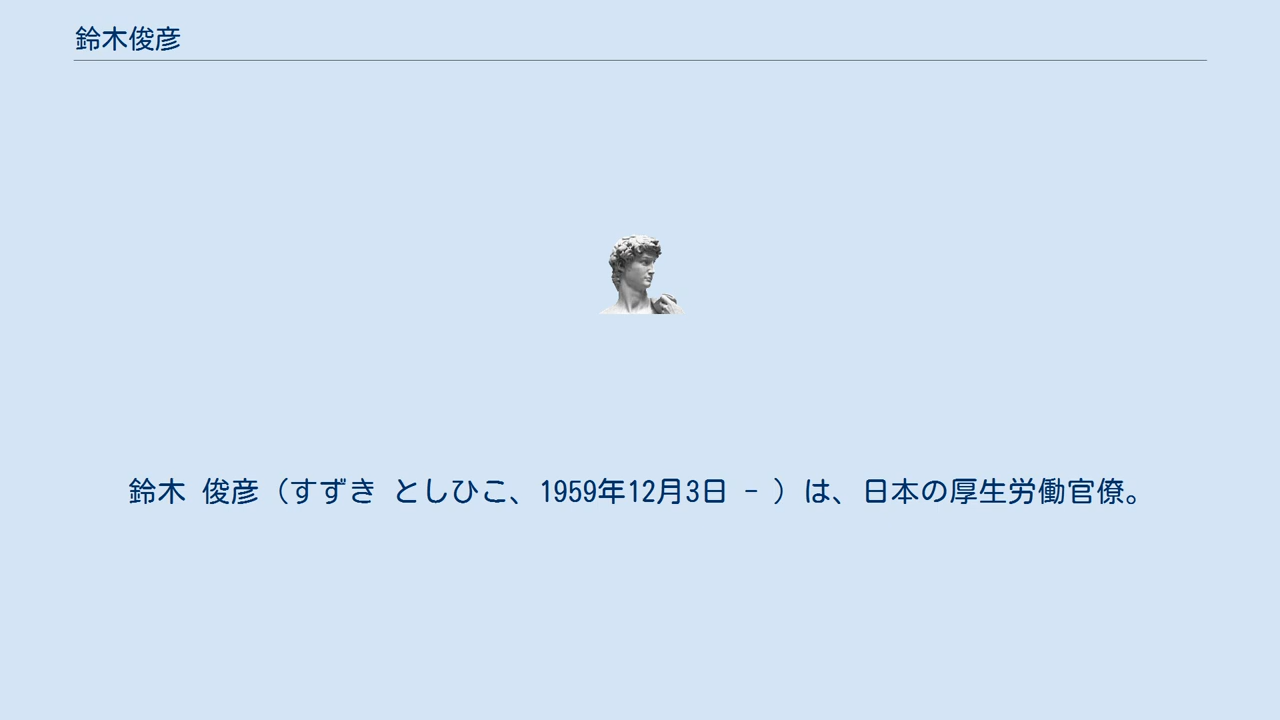 鈴木俊彦
鈴木 俊彦（すずき としひこ、1959年12月3日 - ）は、日本の厚生労働官僚。